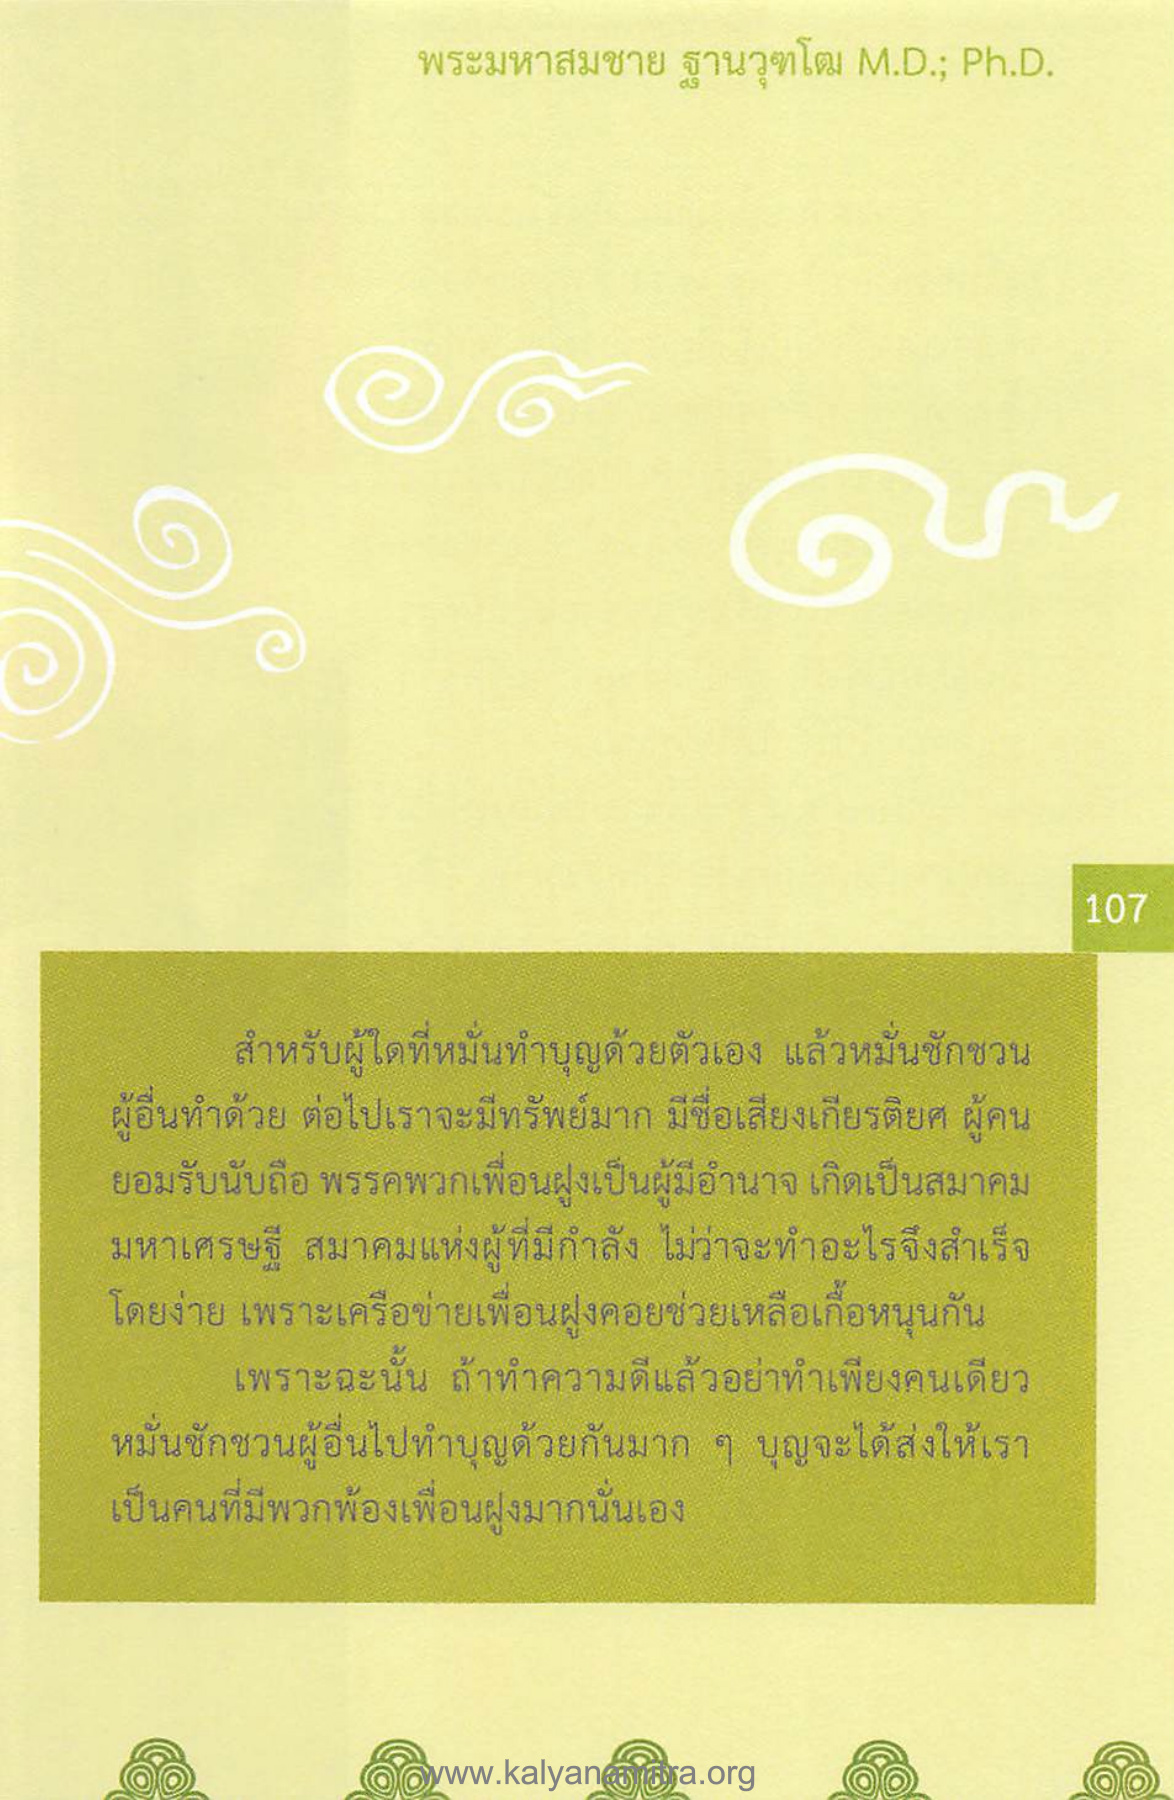 พระมหาสมชาย ฐานวุฑโฒ M.D.; Ph.D.
107
สำหรับผู้ใดที่หมั่นทำบุญด้วยตัวเอง แล้วหมั่นชักชวน
ผู้อื่นทำด้วย ต่อไปเราจะมีทรัพย์มาก มีชื่อเสียงเกียรติยศ ผู้คน
ยอมรับนับถือ พรรคพวกเพื่อนฝูงเป็นผู้มีอำนาจ เกิดเป็นสมาคม
มหาเศรษฐี สมาคมแห่งผู้ที่มีกำลัง ไม่ว่าจะทำอะไรจึงสำเร็จ
โดยง่าย เพราะเครือข่ายเพื่อนฝูงคอยช่วยเหลือเกื้อหนุนกัน
เพราะฉะนั้น ถ้าทำความดีแล้วอย่าทำเพียงคนเดียว
หมั่นชักชวนผู้อื่นไปทำบุญด้วยกันมาก ๆ บุญจะได้ส่งให้เรา
เป็นคนที่มีพวกพ้องเพื่อนฝูงมากนั่นเอง
www.kalyanamitra.org